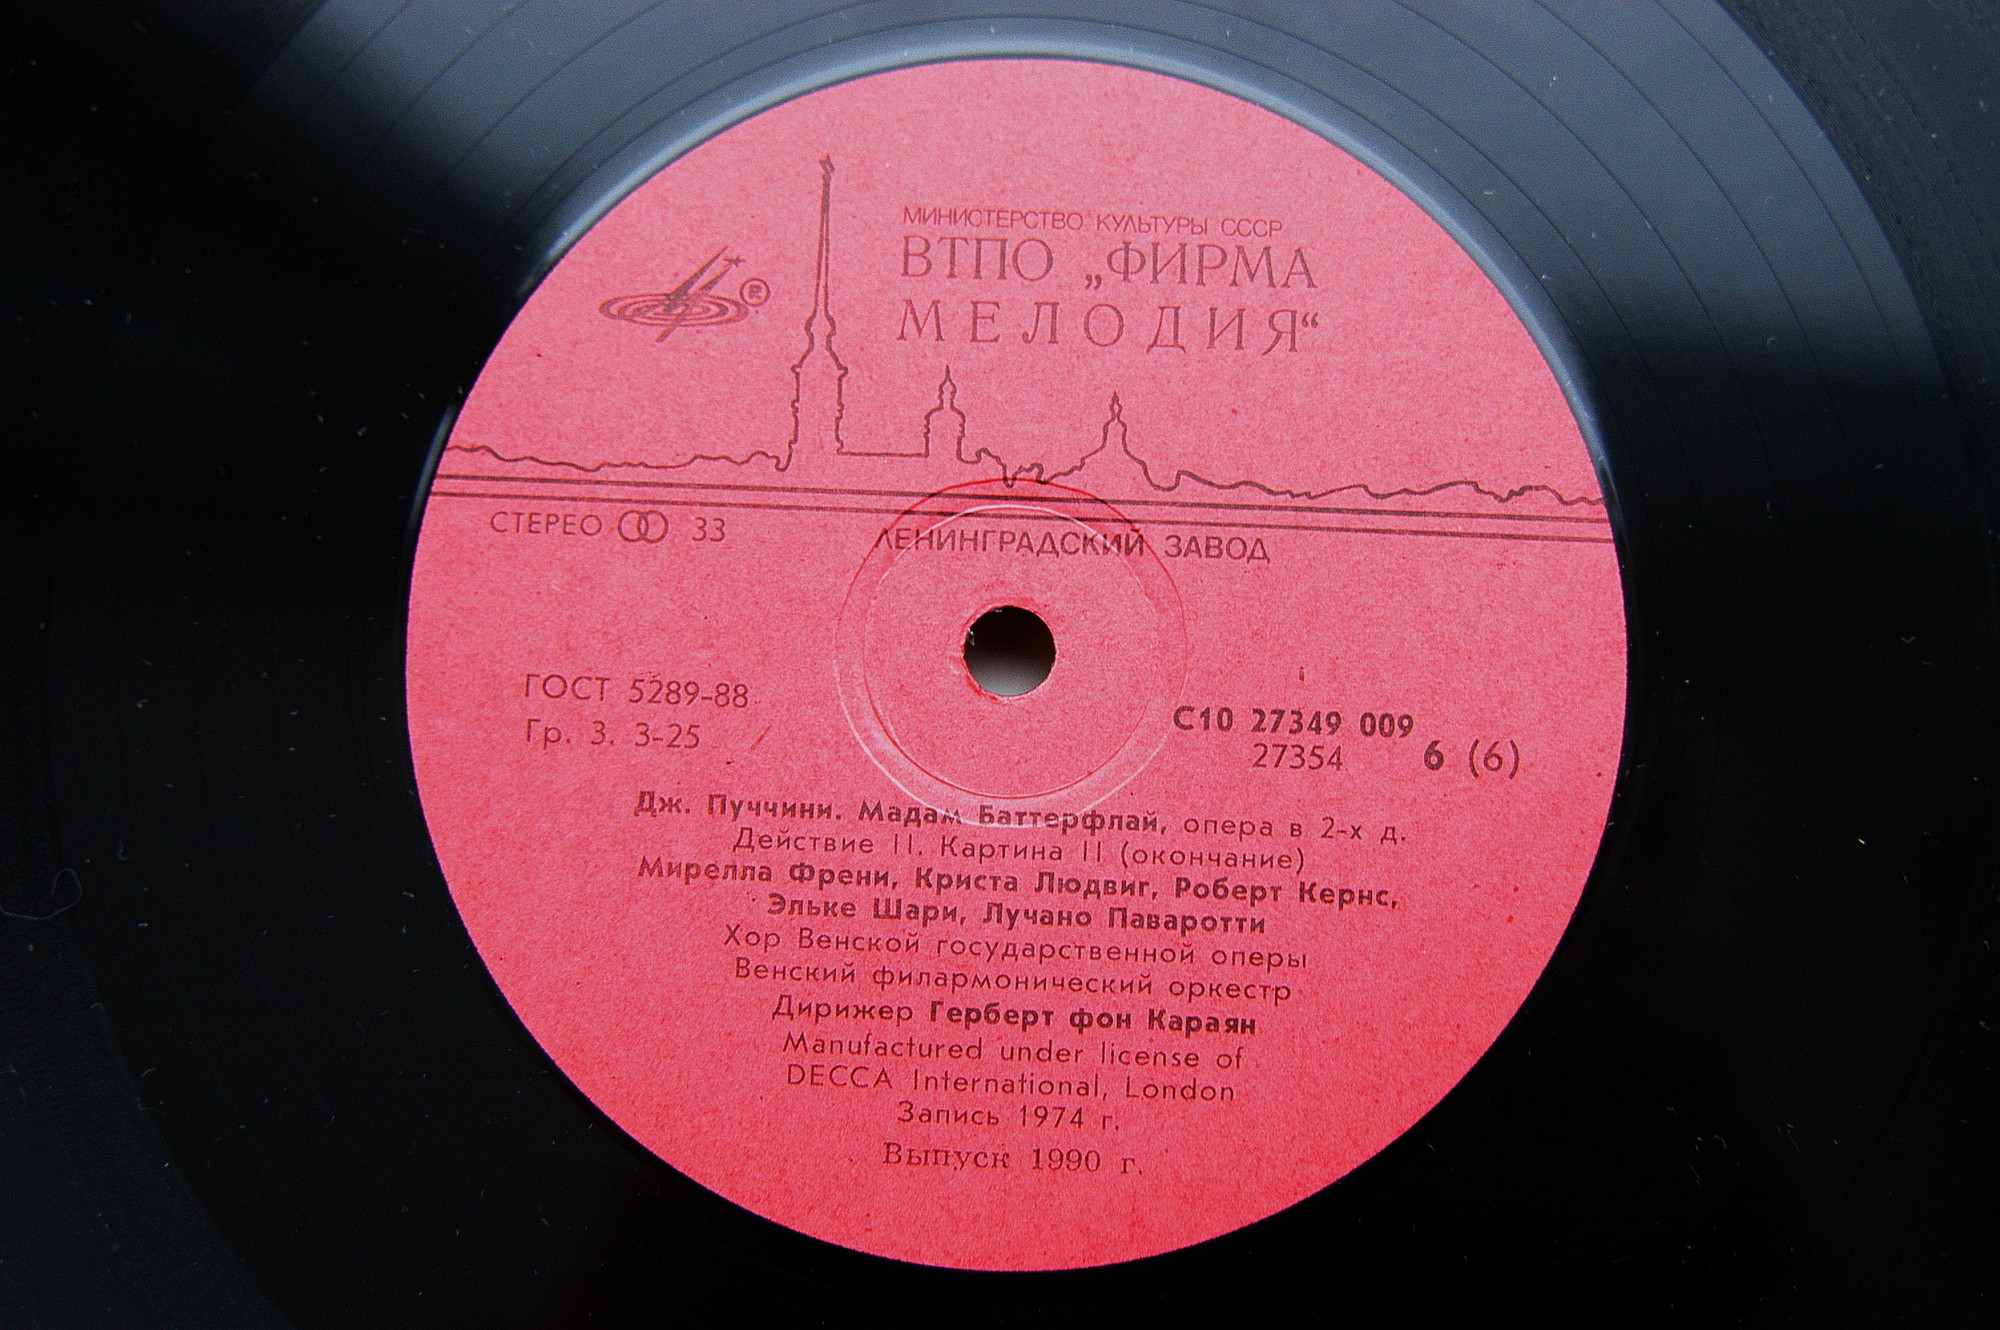 МИНИСТЕРСТВО КУЛЬТУРЫ СССР
ВТПО „ФИРМА
МЕЛОДИЯ“
®
СТЕРЕО 33
ЛЕНИНГРАДСКИЙ ЗАВОД
ГОСТ 5289-88
Гр. 3. 3-25
С10 27349 009
27354
6 (6)
Дж. Пуччини. Мадам Баттерфлай, опера в 2-х д.
Действие II. Картина II (окончание)
Мирелла Френи, Криста Людвиг, Роберт Кернс,
Эльке Шари, Лучано Паваротти
Хор Венской государственной оперы
Венский филармонический оркестр
Дирижер Герберт фон Караян
Manufactured under license of
DECCA International, London
Запись 1974 г.
Выпуск 1990 г.